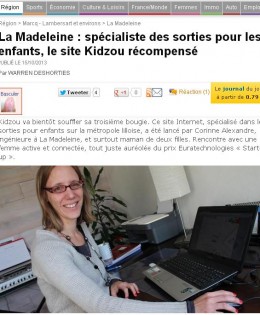 Région Sports Economie Culture & Loisirs France/Monde Femmes Immo Auto Emploi
Région > Marcq - Lambersart et environs > La Madeleine
La Madeleine : spécialiste des sorties pour les
enfants, le site Kidzou récompensé
PUBLIÉ LE 15/10/2013
Par WARREN DESHORTIES
Bascule
Tweeter 4
Réaction (1)
Le journal du
à partir de 0.79
Kidzou va bientôt souffler sa troisième bougie. Ce site Internet, spécialisé dans les
sorties pour enfants sur la métropole lilloise, a été lancé par Corinne Alexandre,
ingénieure à La Madeleine, et surtout maman de deux filles. Rencontre avec une
femme active et connectée, tout juste auréolée du prix Euratechnologies « Start
up ».